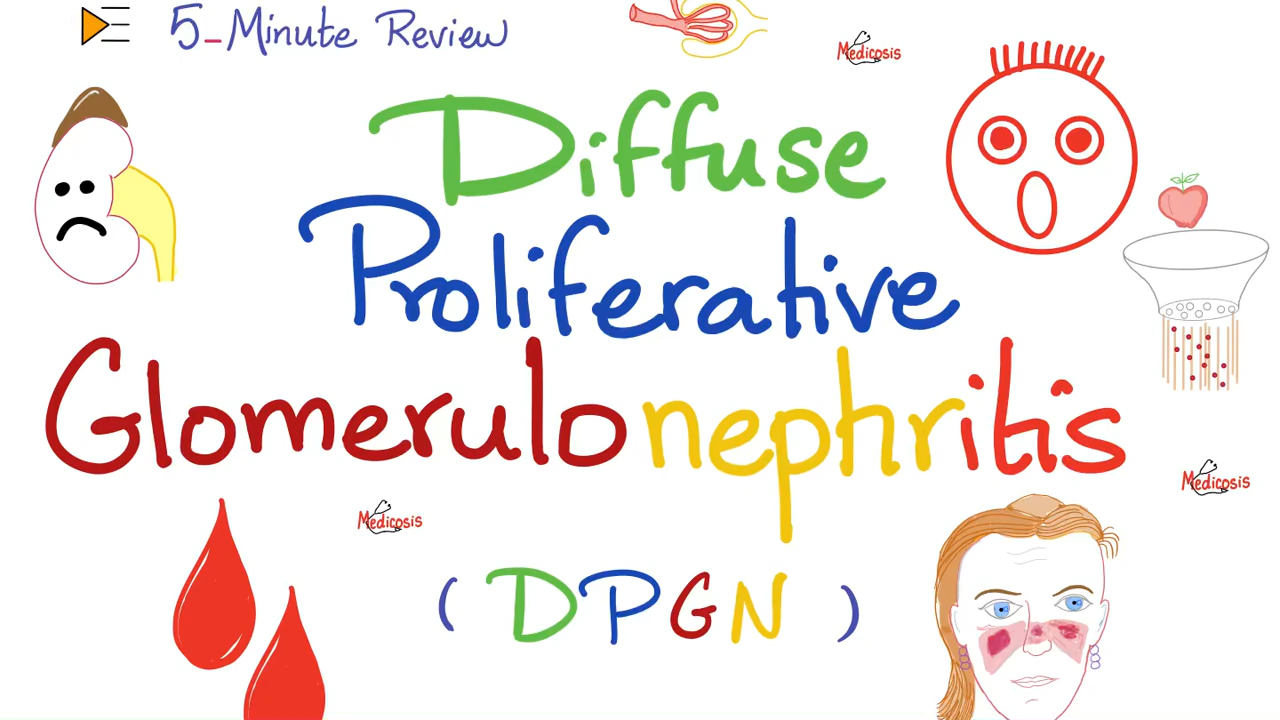 5-Minute Review
Medicosis
Diffuse
Proliferative
Glomerulonephritis
Medicosis
Medicosis
(DPGN)